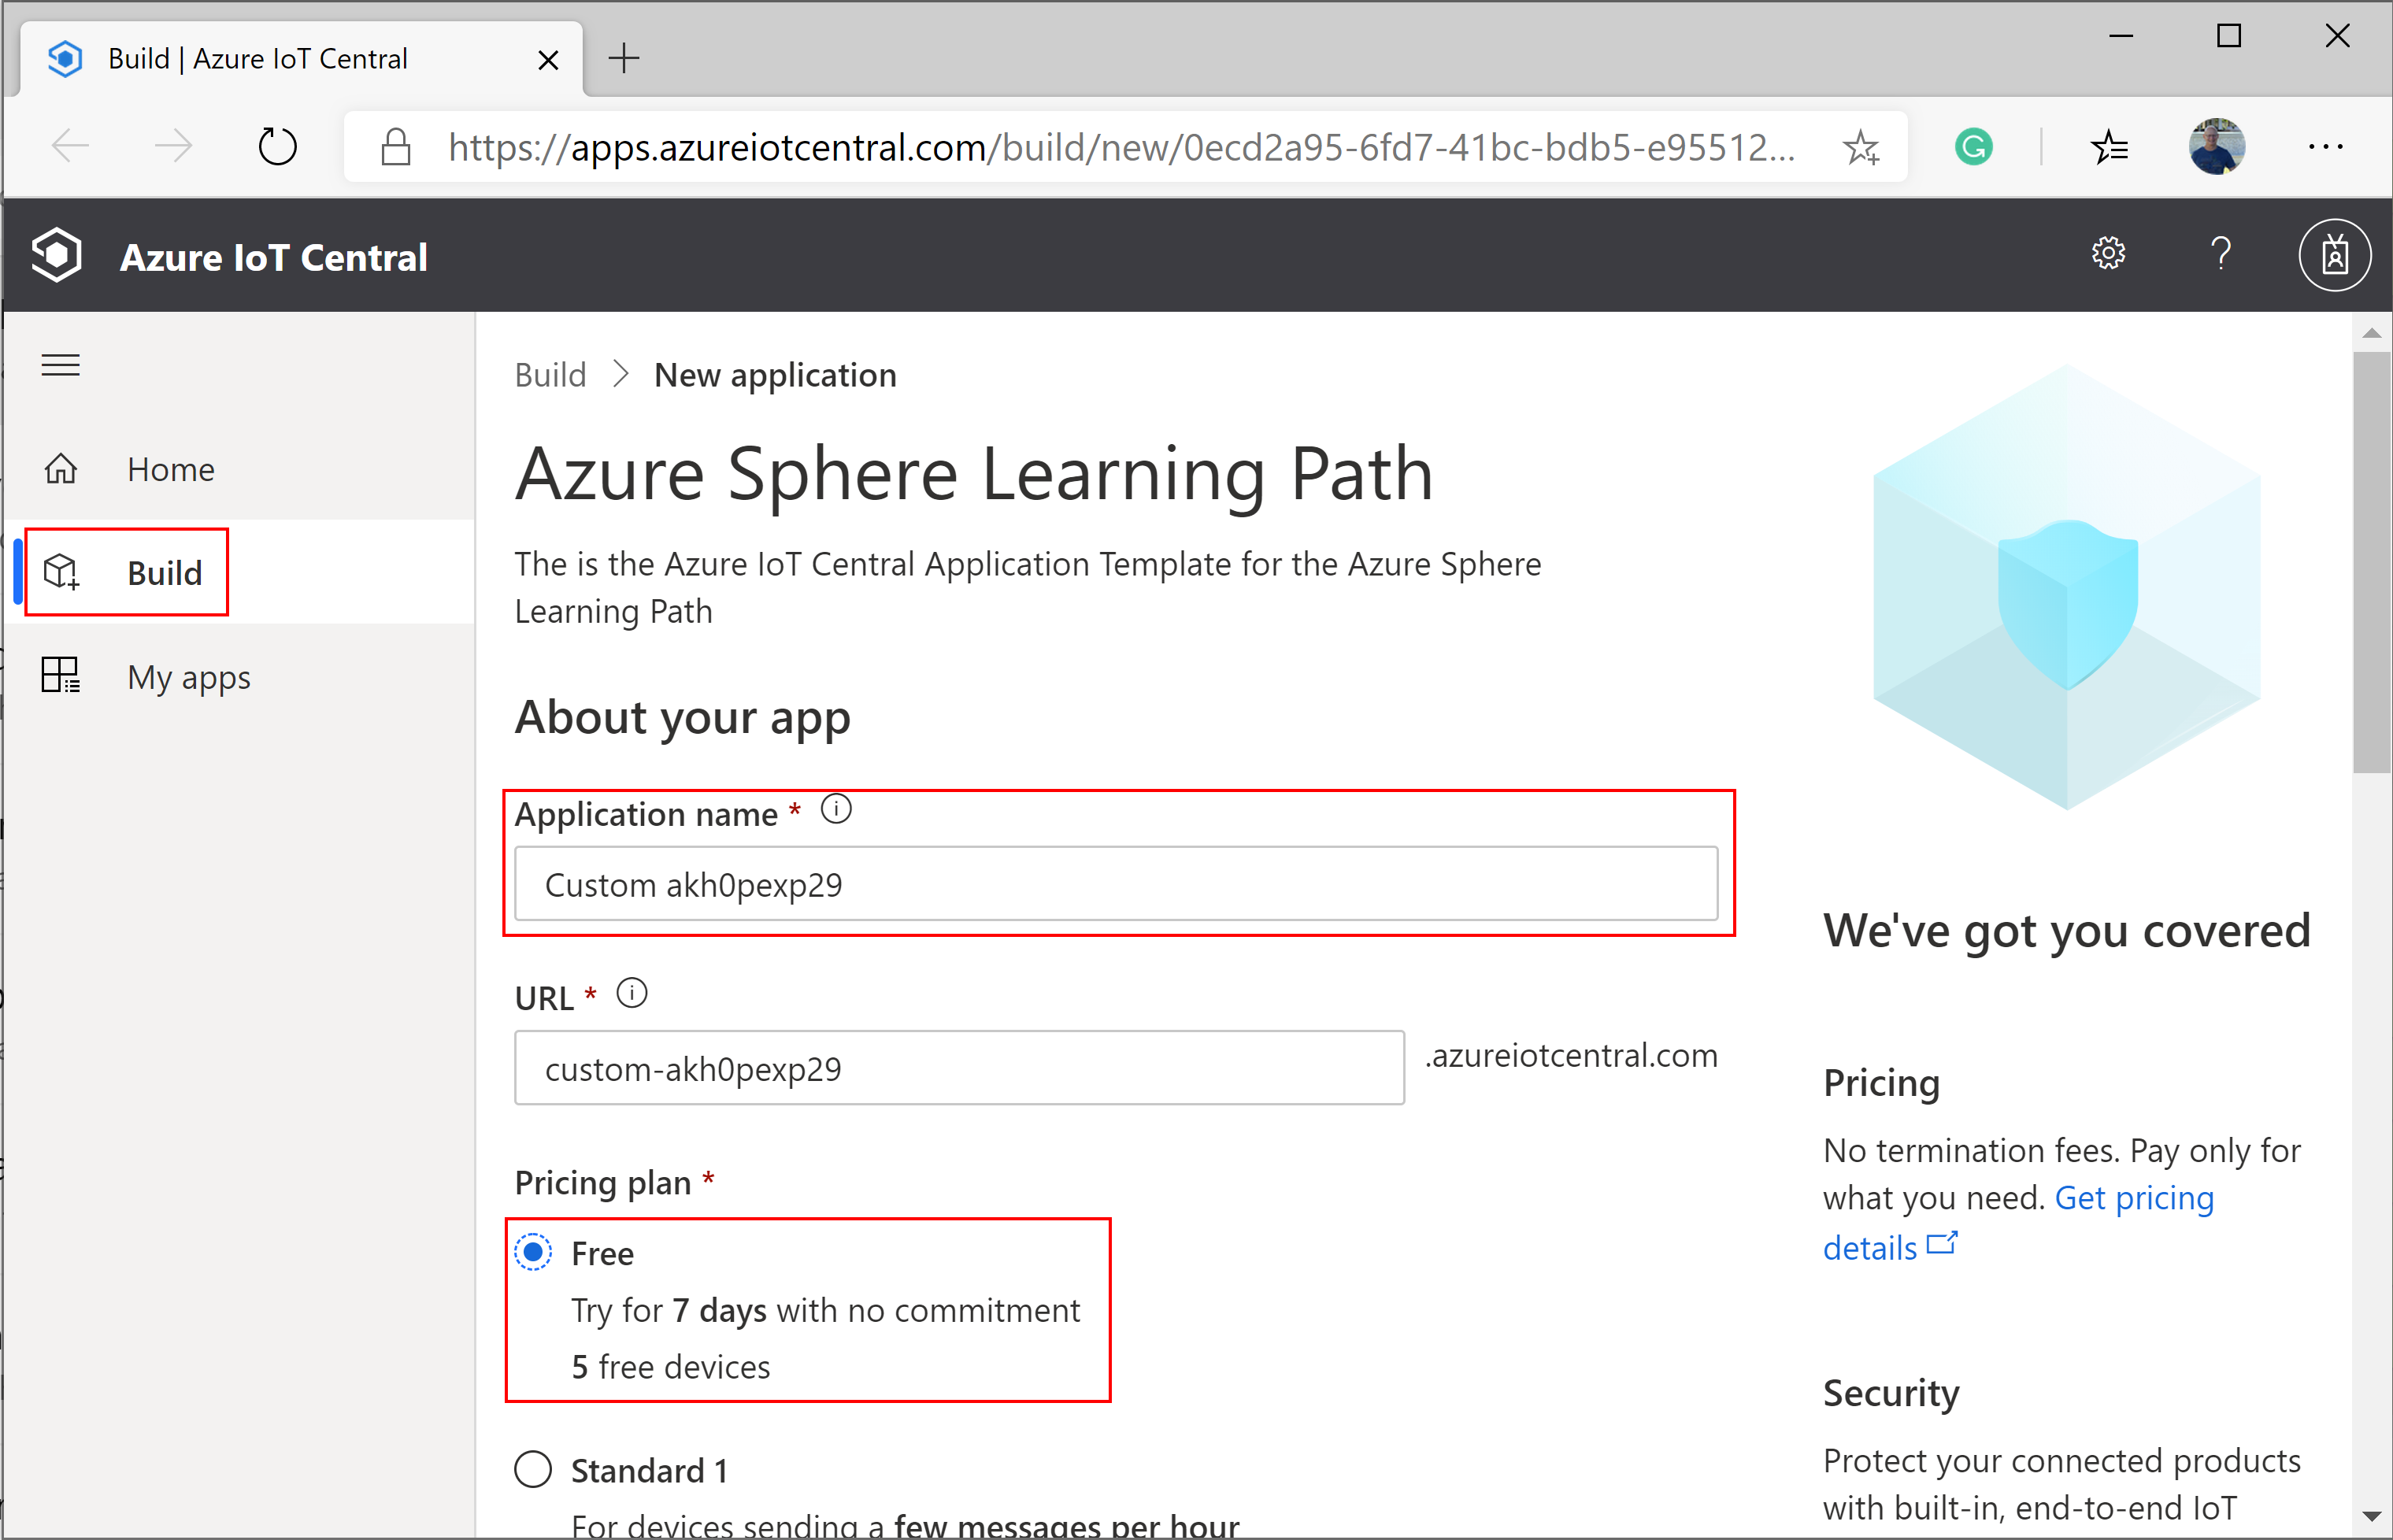 Build | Azure IoT Central
https://apps.azureiotcentral.com/build/new/0ecd2a95-6fd7-41bc-bdb5-e95512...
Azure IoT Central
Home
Build
My apps
Build > New application
Azure Sphere Learning Path
The is the Azure IoT Central Application Template for the Azure Sphere
Learning Path
About your app
Application name *
Custom akh0pexp29
URL *
custom-akh0pexp29
.azureiotcentral.com
Pricing plan *
Free
Try for 7 days with no commitment
5 free devices
Standard 1
For devices sending a few messages per hour
We've got you covered
Pricing
No termination fees. Pay only for
what you need. Get pricing
details
Security
Protect your connected products
with built-in, end-to-end IoT